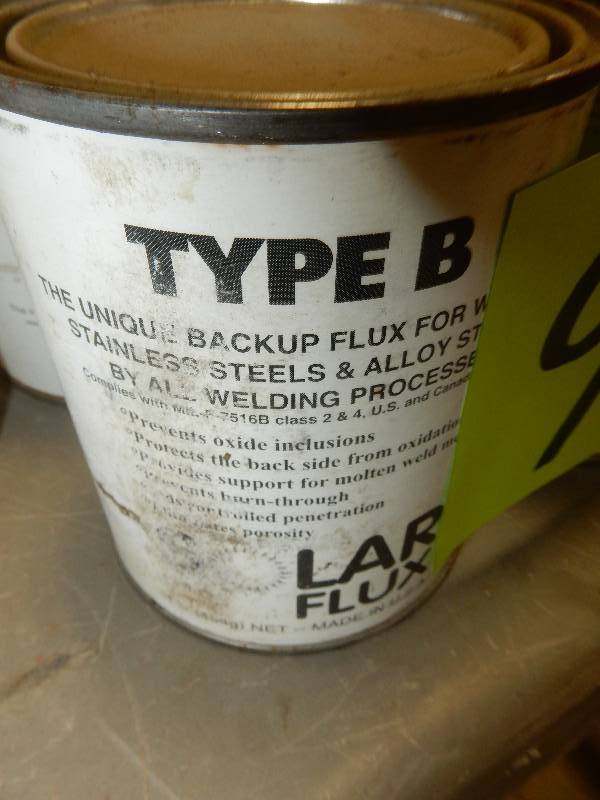 TYPE B
THE UNIQUE BACKUP FLUX FOR W
STAINLESS STEELS & ALLOY ST
BY ALL WELDING PROCESSE
Complies with MIL-F-7516B class 2 & 4, U.S. and Canad
°Prevents oxide inclusions
°Protects the back side from oxidatio
°Provides support for molten weld m
°Prevents burn-through
controlled penetration
porosity
LAR
FLUX
(454g) NET – MADE IN U.S.
9